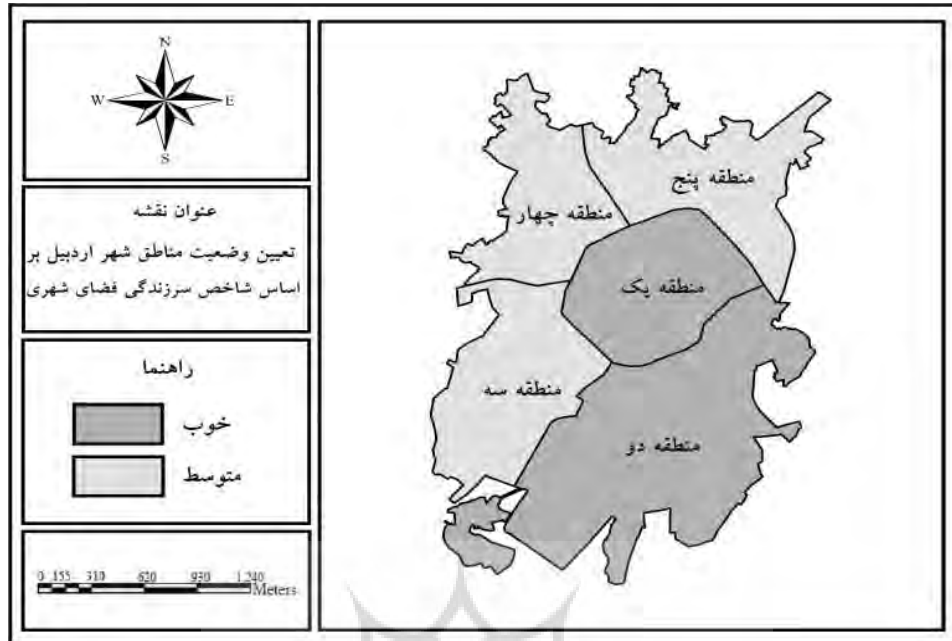 N
W E
S
عنوان نقشه
تعیین وضعیت مناطق شهر اردبیل بر
اساس شاخص سرزندگی فضای شهری
راهنما
خوب
متوسط
0 155 310 620 930 1,240
Meters
منطقه پنج
منطقه چهار
منطقه یک
منطقه سه
منطقه دو